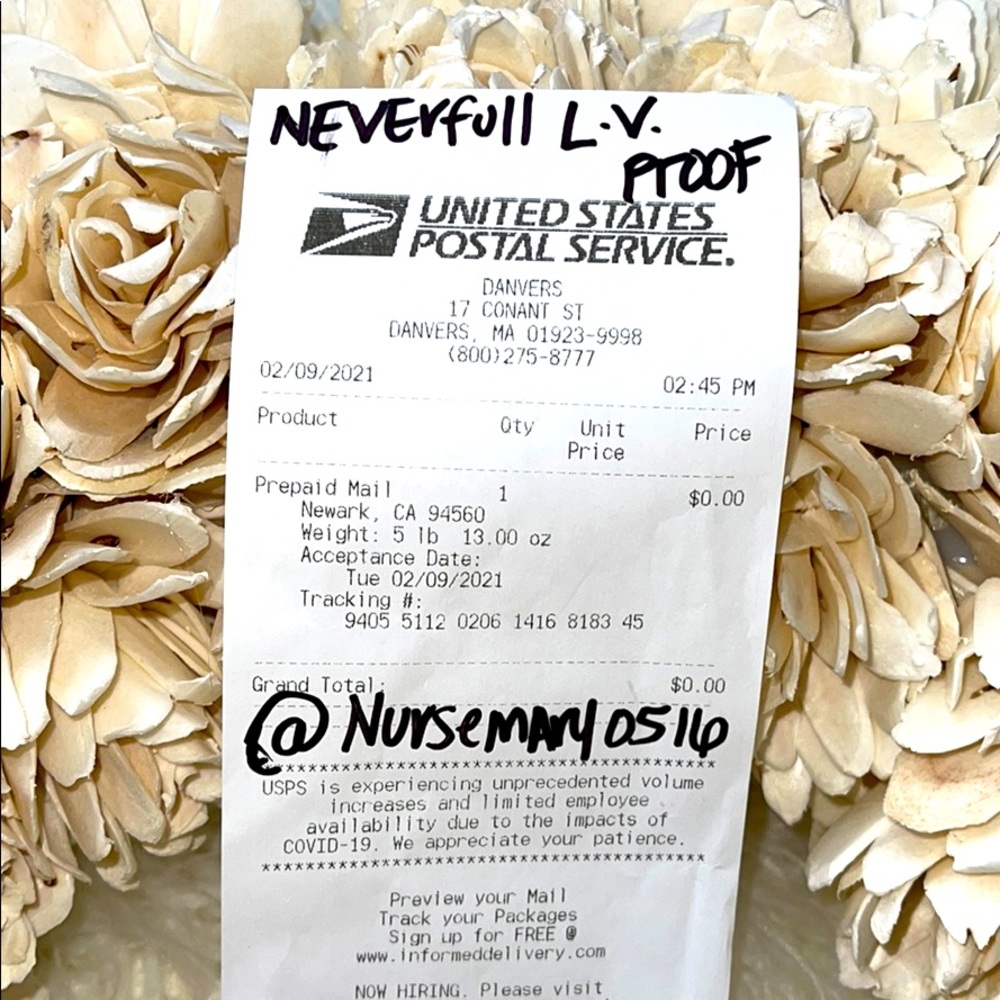 NEVERfull L.V.
PROOF
UNITED STATES
POSTAL SERVICE.
DANVERS
17 CONANT ST
DANVERS, MA 01923-9998
(800)275-8777
02/09/2021 02:45 PM
Product Qty Unit Price
Price
Prepaid Mail 1 $0.00
Newark, CA 94560
Weight: 5 lb 13.00 oz
Acceptance Date:
Tue 02/09/2021
Tracking #:
9405 5112 0206 1416 8183 45
Grand Total: $0.00
@Nursemary0516
******************************************
USPS is experiencing unprecedented volume
increases and limited employee
availability due to the impacts of
COVID-19. We appreciate your patience.
******************************************
Preview your Mail
Track your Packages
Sign up for FREE @
www.informeddelivery.com
NOW HIRING. Please visit